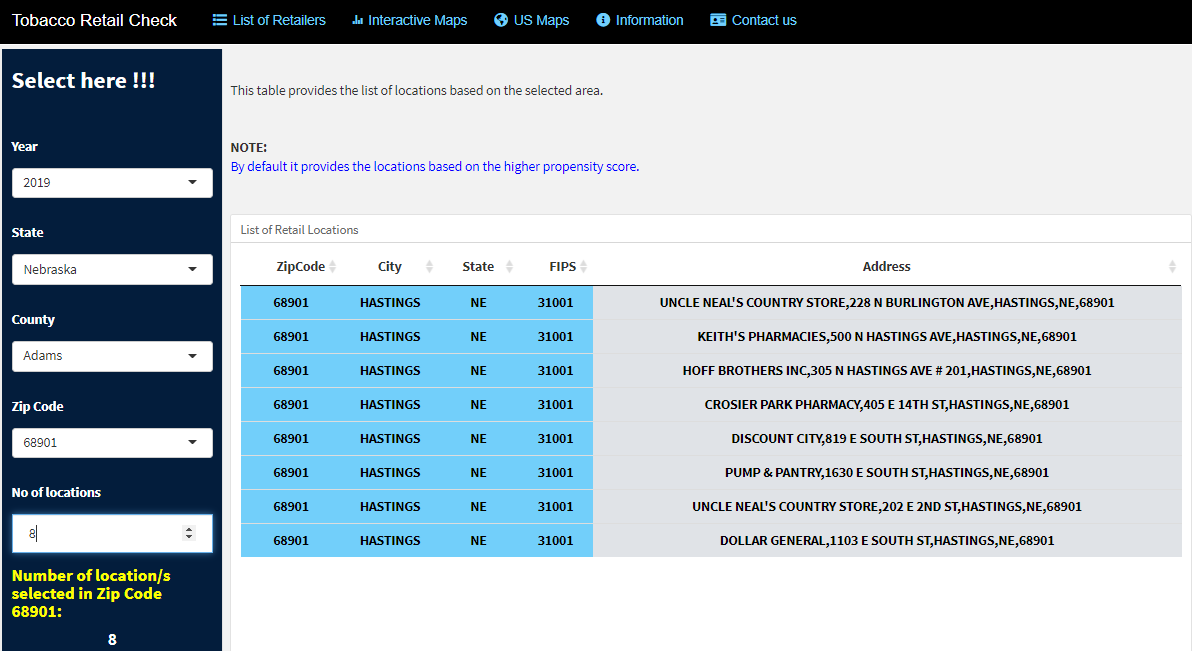 Tobacco Retail Check List of Retailers Interactive Maps US Maps Information Contact us
Select here !!!
Year
2019
State
Nebraska
County
Adams
Zip Code
68901
No of locations
8
Number of location/s
selected in Zip Code
68901:
8
This table provides the list of locations based on the selected area.
NOTE:
By default it provides the locations based on the higher propensity score.
List of Retail Locations
ZipCode City State FIPS Address
68901 HASTINGS NE 31001 UNCLE NEAL'S COUNTRY STORE,228 N BURLINGTON AVE,HASTINGS,NE,68901
68901 HASTINGS NE 31001 KEITH'S PHARMACIES,500 N HASTINGS AVE,HASTINGS,NE,68901
68901 HASTINGS NE 31001 HOFF BROTHERS INC,305 N HASTINGS AVE # 201,HASTINGS,NE,68901
68901 HASTINGS NE 31001 CROSIER PARK PHARMACY,405 E 14TH ST,HASTINGS,NE,68901
68901 HASTINGS NE 31001 DISCOUNT CITY,819 E SOUTH ST,HASTINGS,NE,68901
68901 HASTINGS NE 31001 PUMP & PANTRY,1630 E SOUTH ST,HASTINGS,NE,68901
68901 HASTINGS NE 31001 UNCLE NEAL'S COUNTRY STORE,202 E 2ND ST,HASTINGS,NE,68901
68901 HASTINGS NE 31001 DOLLAR GENERAL,1103 E SOUTH ST,HASTINGS,NE,68901